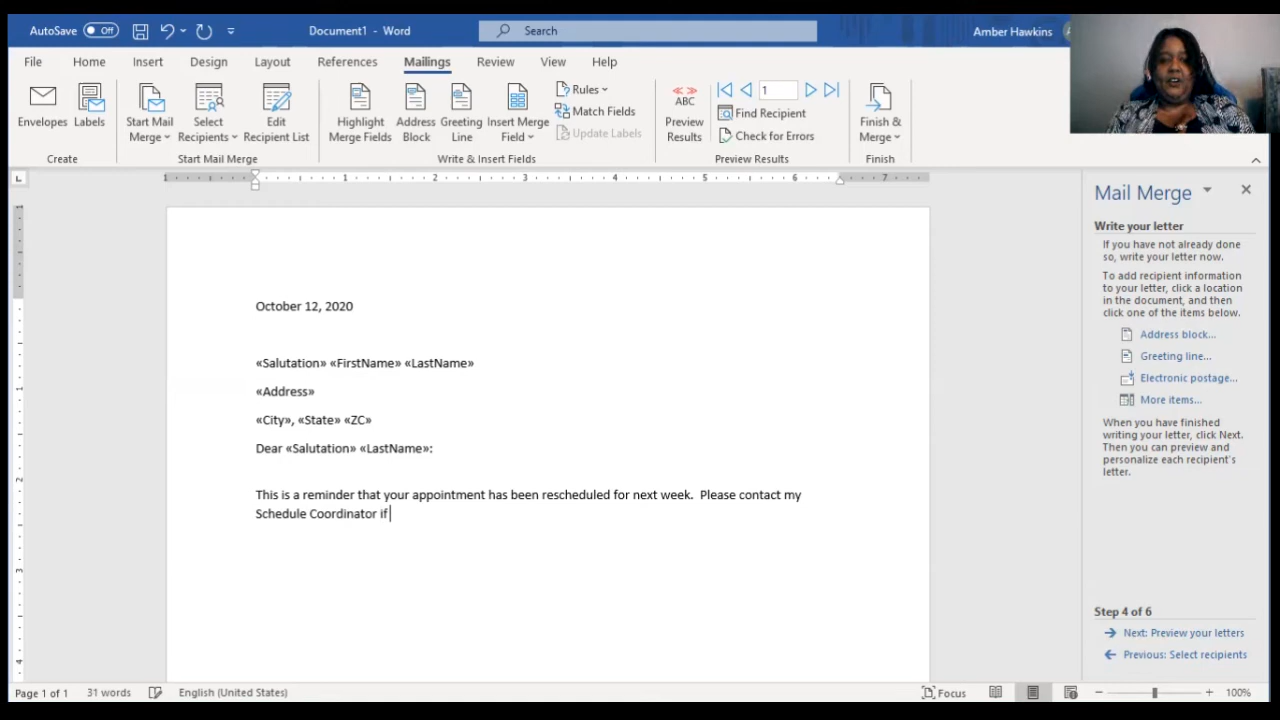 AutoSave Off Document1 - Word Search Amber Hawkins
File Home Insert Design Layout References Mailings Review View Help
Envelopes
Labels
Start Mail
Merge
Select
Recipients
Edit
Recipient List
Highlight
Merge Fields
Address
Block
Greeting
Line
Insert Merge
Field
Rules
Match Fields
Update Labels
ABC
Preview
Results
1
Find Recipient
Check for Errors
Finish &
Merge
Create
Start Mail Merge
Write & Insert Fields
Preview Results
Finish
1 1 2 3 4 5 6 7
Mail Merge
Write your letter
If you have not already done
so, write your letter now.
To add recipient information
to your letter, click a location
in the document, and then
click one of the items below.
Address block...
Greeting line...
Electronic postage...
More items...
When you have finished
writing your letter, click Next.
Then you can preview and
personalize each recipient's
letter.
Step 4 of 6
Next: Preview your letters
Previous: Select recipients
October 12, 2020
«Salutation» «FirstName» «LastName»
«Address»
«City», «State» «ZC»
Dear «Salutation» «LastName»:
This is a reminder that your appointment has been rescheduled for next week.  Please contact my
Schedule Coordinator if
Page 1 of 1 31 words English (United States) Focus 100%